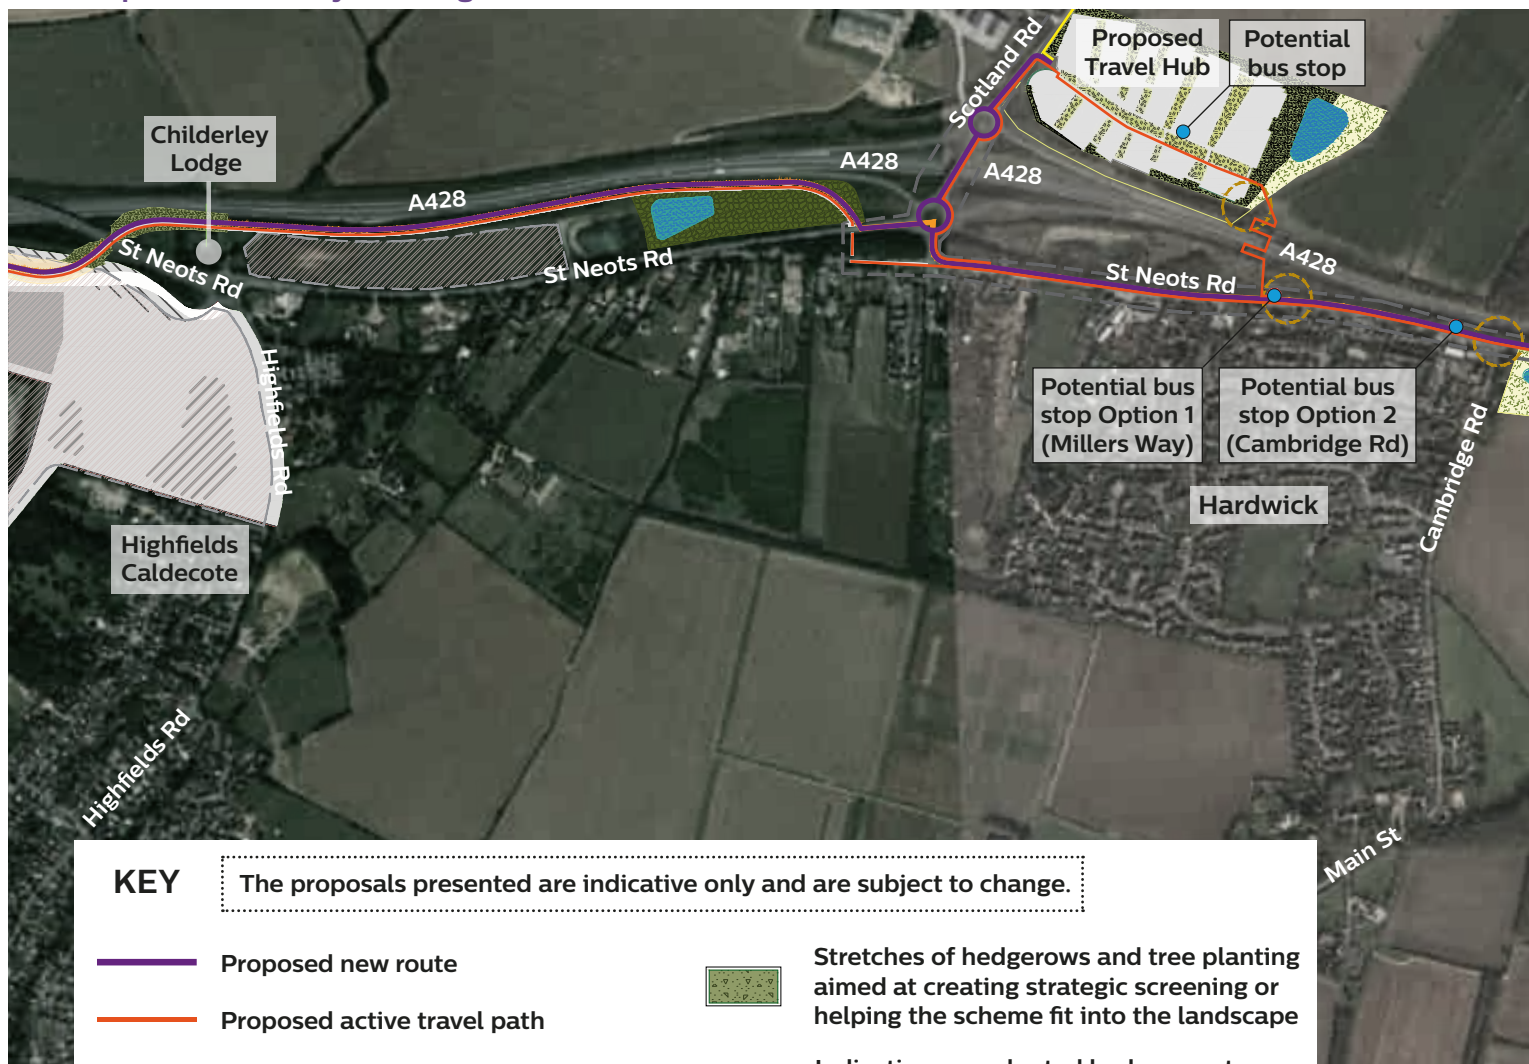 Scotland Rd
Proposed
Travel Hub
Potential
bus stop
Childerley
Lodge
A428
A428
A428
A428
St Neots Rd
St Neots Rd
St Neots Rd
Highfields Rd
Potential bus
stop Option 1
(Millers Way)
Potential bus
stop Option 2
(Cambridge Rd)
Cambridge Rd
Hardwick
Highfields
Caldecote
Highfields Rd
Main St
KEY
The proposals presented are indicative only and are subject to change.
Proposed new route
Proposed active travel path
Stretches of hedgerows and tree planting
aimed at creating strategic screening or
helping the scheme fit into the landscape